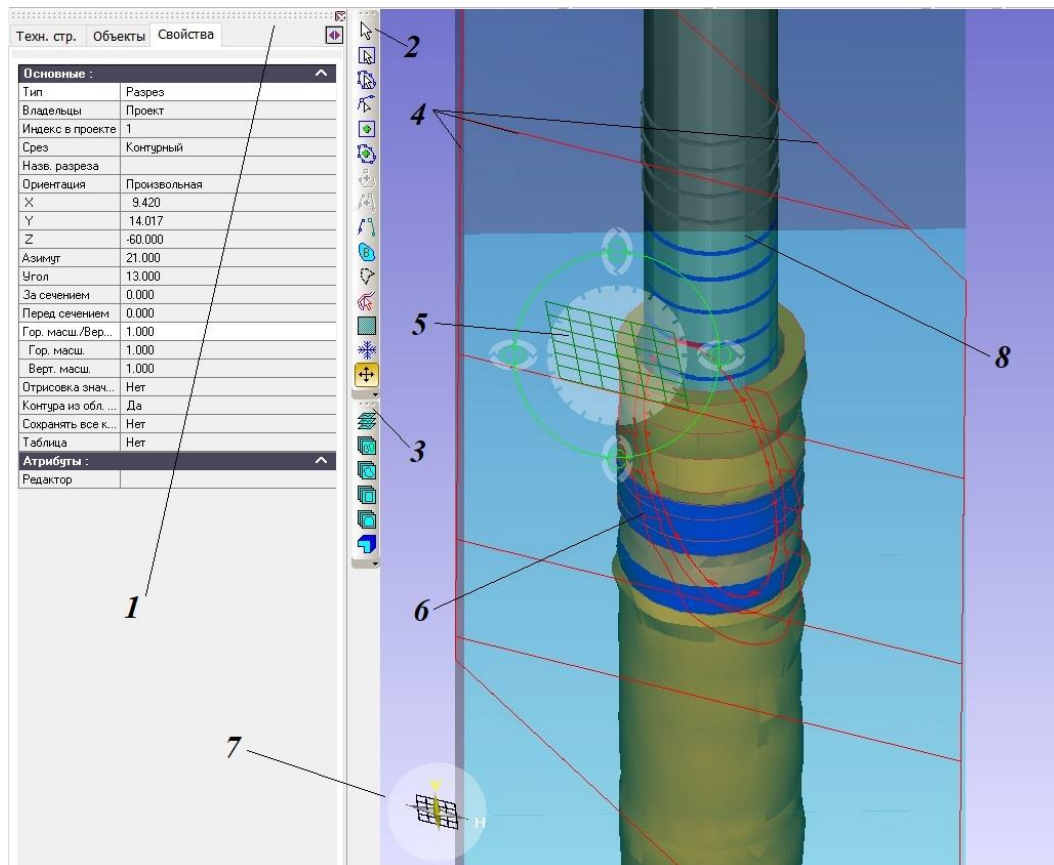 Техн. стр. Объекты Свойства
Основные :
Тип Разрез
Владельцы Проект
Индекс в проекте 1
Срез Контурный
Назв. разреза
Ориентация Произвольная
X 9.420
Y 14.017
Z -60.000
Азимут 21.000
Угол 13.000
За сечением 0.000
Перед сечением 0.000
Гор. масш./Вер... 1.000
Гор. масш. 1.000
Верт. масш. 1.000
Отрисовка знач... Нет
Контура из обл. ... Да
Сохранять все к... Нет
Таблица Нет
Атрибуты :
Редактор
1
2
3
4
5
6
7
8
B
Y
H